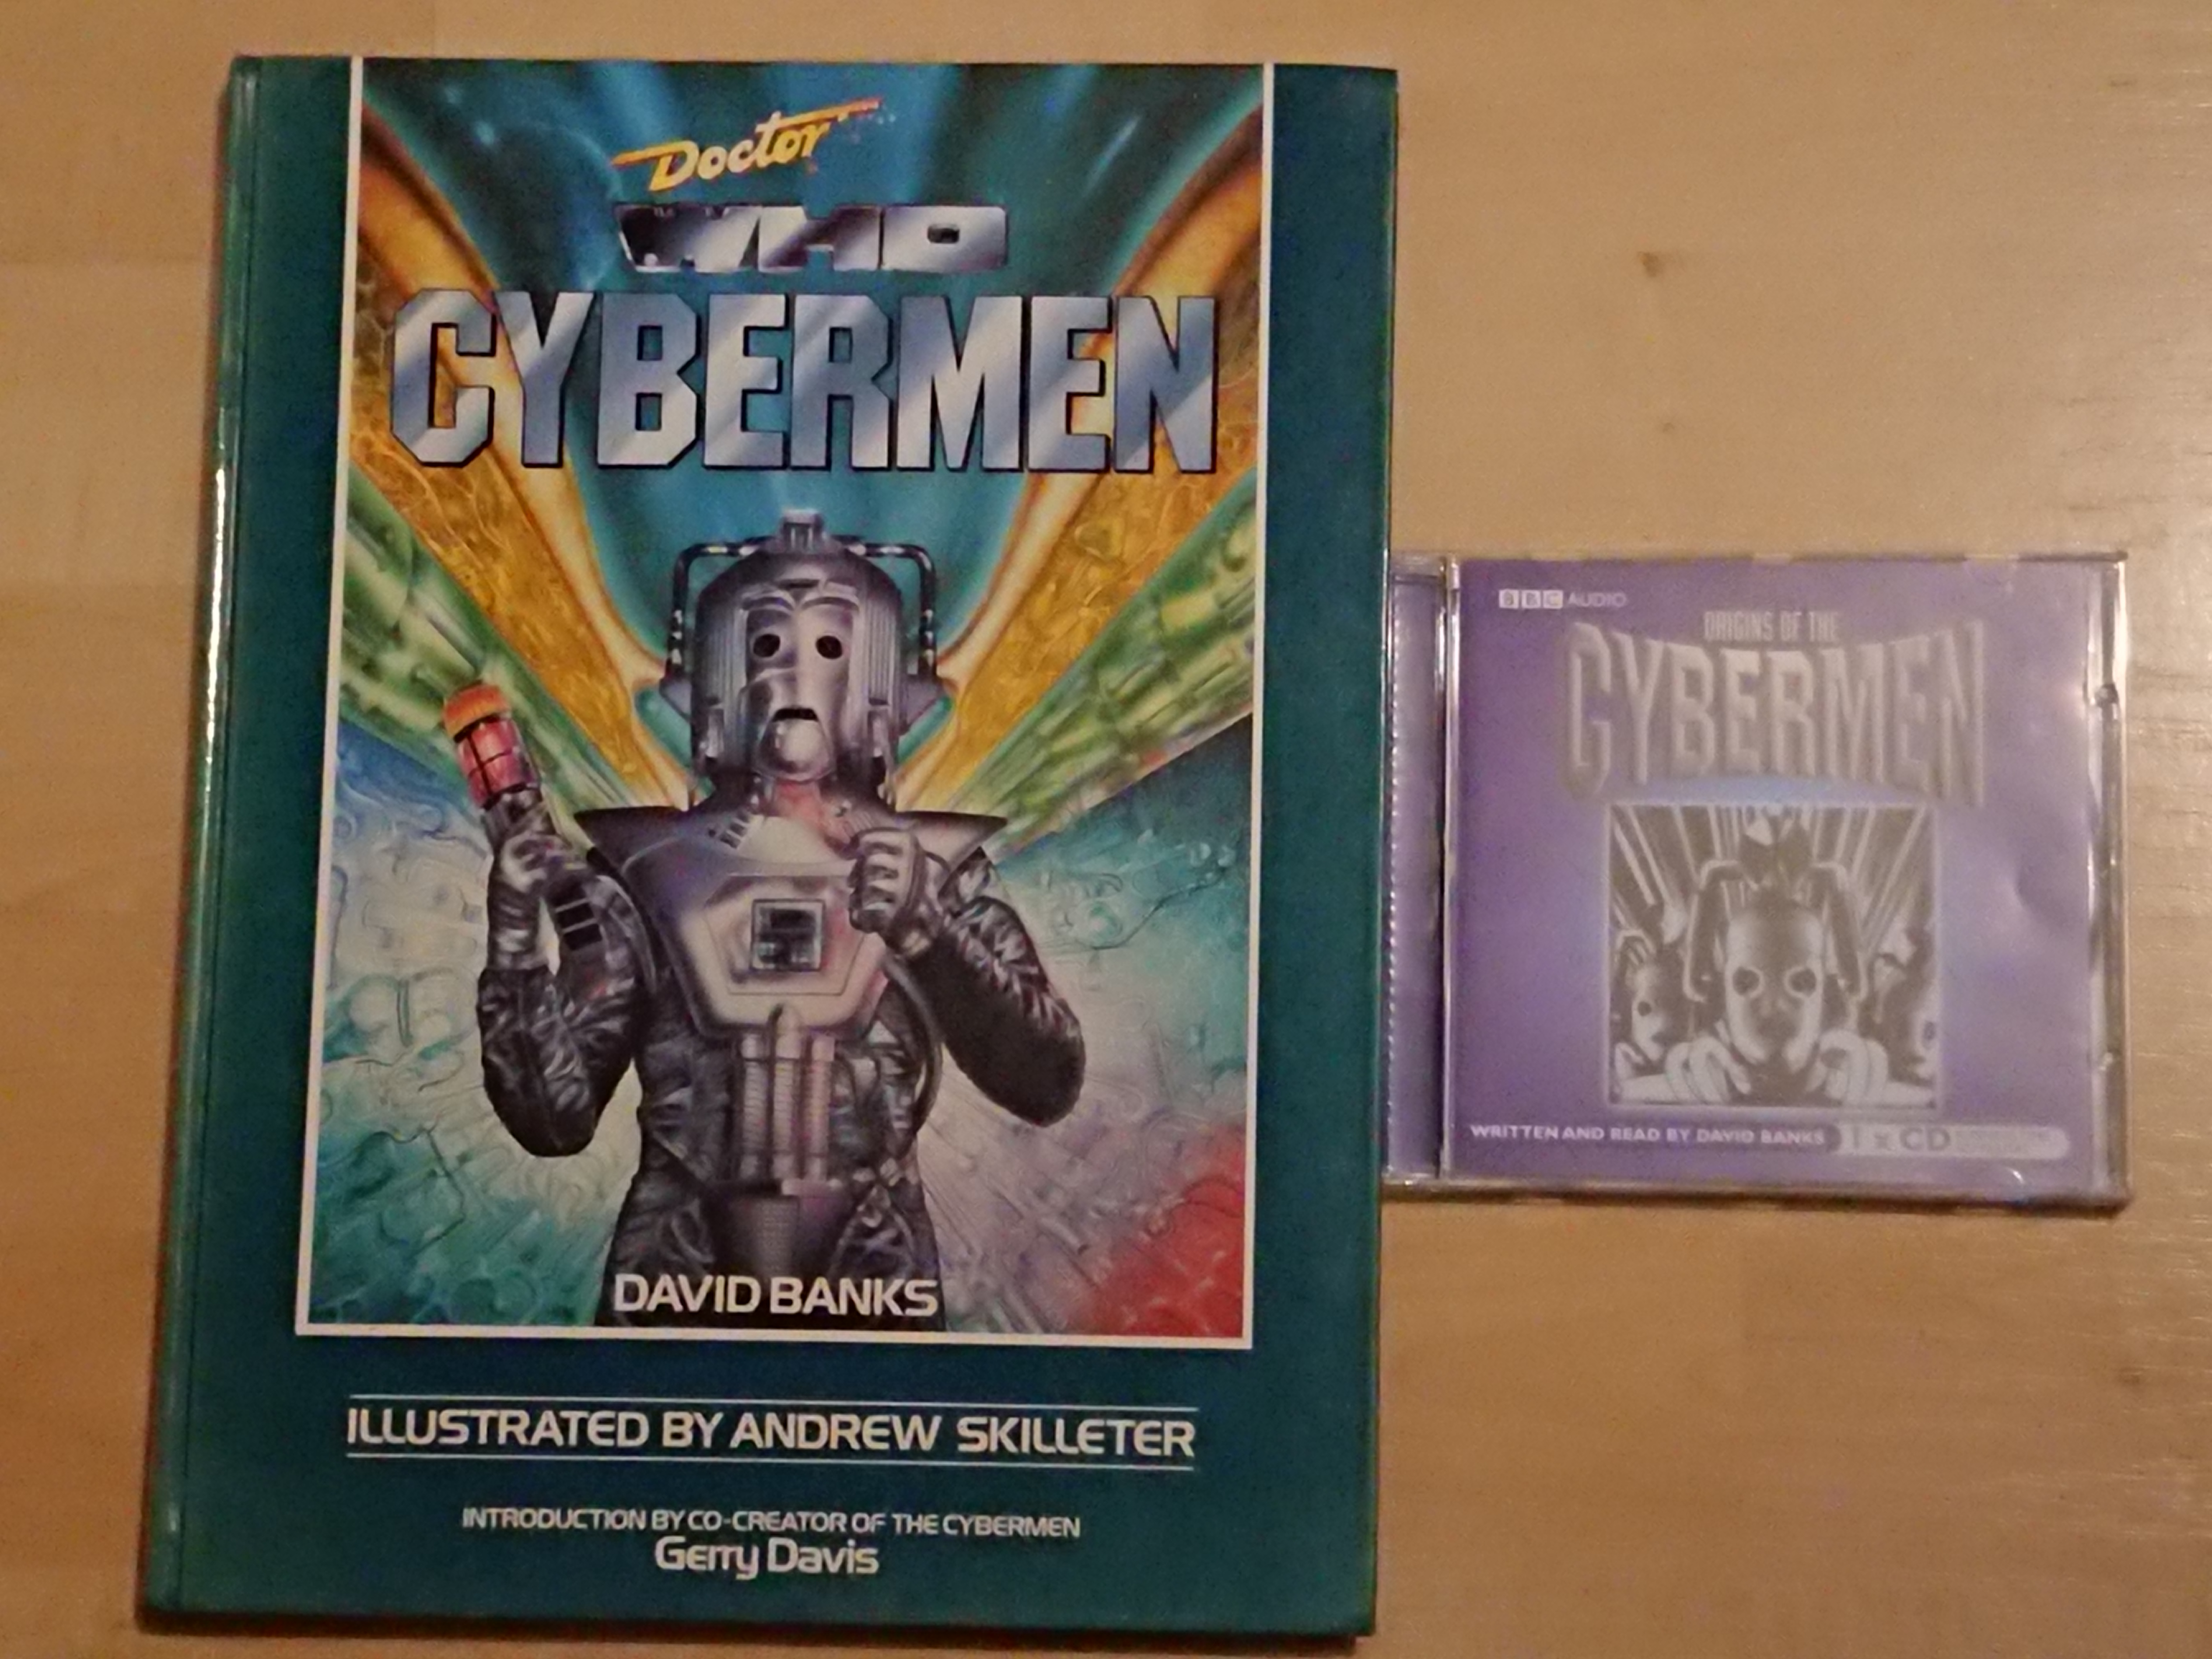 Doctor
WHO
CYBERMEN
DAVID BANKS
ILLUSTRATED BY ANDREW SKILLETER
INTRODUCTION BY CO-CREATOR OF THE CYBERMEN
Gerry Davis
BBC AUDIO
ORIGINS OF THE
CYBERMEN
WRITTEN AND READ BY DAVID BANKS 1 x CD